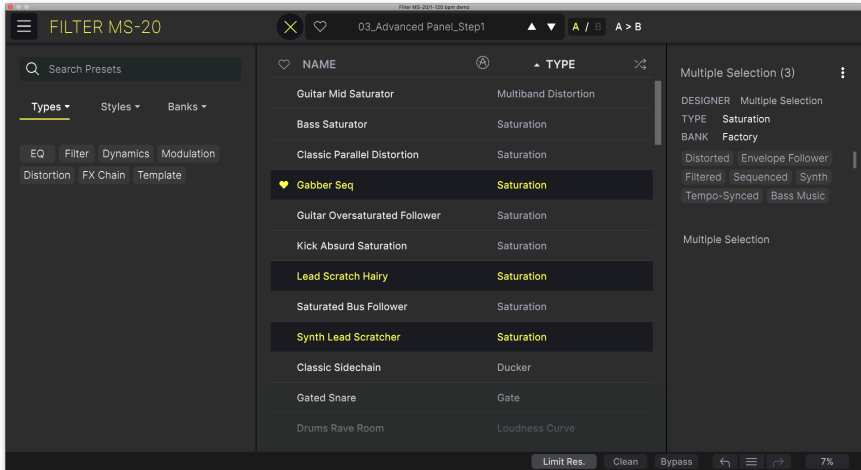 Filter MS-20/1-120 bpm demo
FILTER MS-20
03_Advanced Panel_Step1
A / B
A > B
Search Presets
Types
Styles
Banks
EQ Filter Dynamics Modulation
Distortion FX Chain Template
NAME TYPE
Guitar Mid Saturator Multiband Distortion
Bass Saturator Saturation
Classic Parallel Distortion Saturation
Gabber Seq Saturation
Guitar Oversaturated Follower Saturation
Kick Absurd Saturation Saturation
Lead Scratch Hairy Saturation
Saturated Bus Follower Saturation
Synth Lead Scratcher Saturation
Classic Sidechain Ducker
Gated Snare Gate
Drums Rave Room Loudness Curve
Multiple Selection (3)
DESIGNER Multiple Selection
TYPE Saturation
BANK Factory
Distorted Envelope Follower
Filtered Sequenced Synth
Tempo-Synced Bass Music
Multiple Selection
Limit Res. Clean Bypass 7%